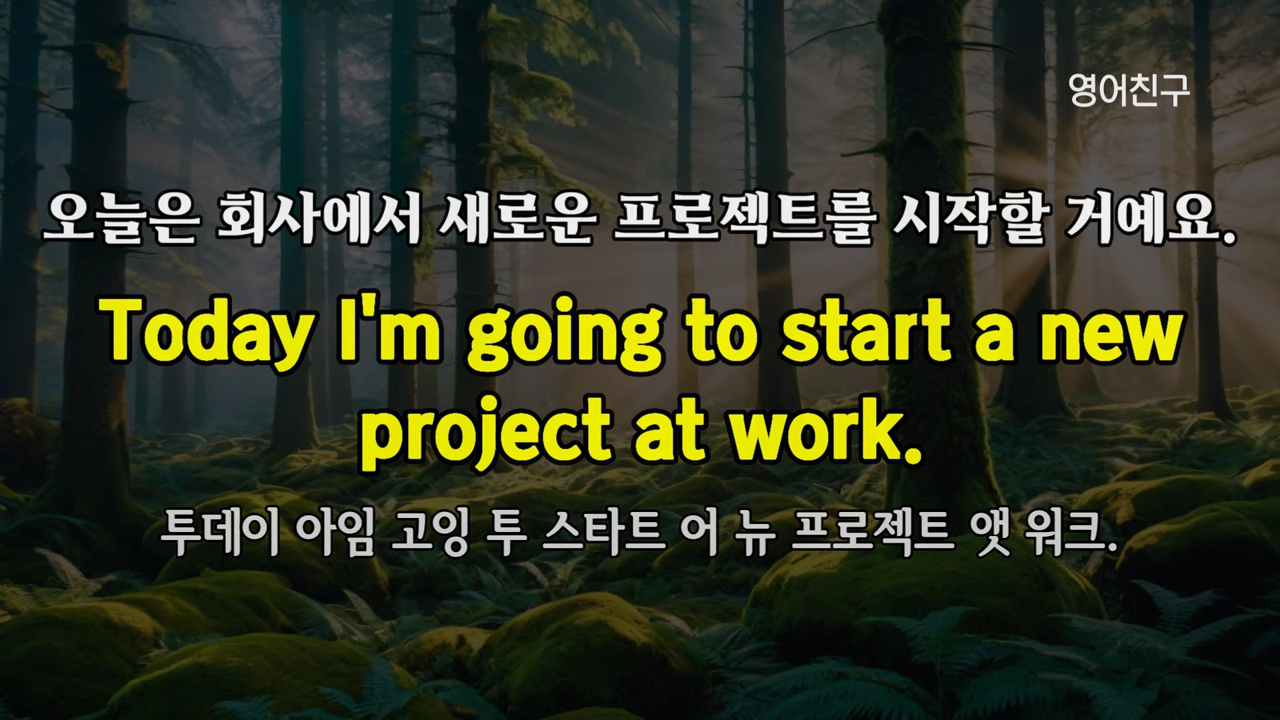 영어친구
오늘은 회사에서 새로운 프로젝트를 시작할 거예요.
Today I'm going to start a new
project at work.
투데이 아임 고잉 투 스타트 어 뉴 프로젝트 앳 워크.